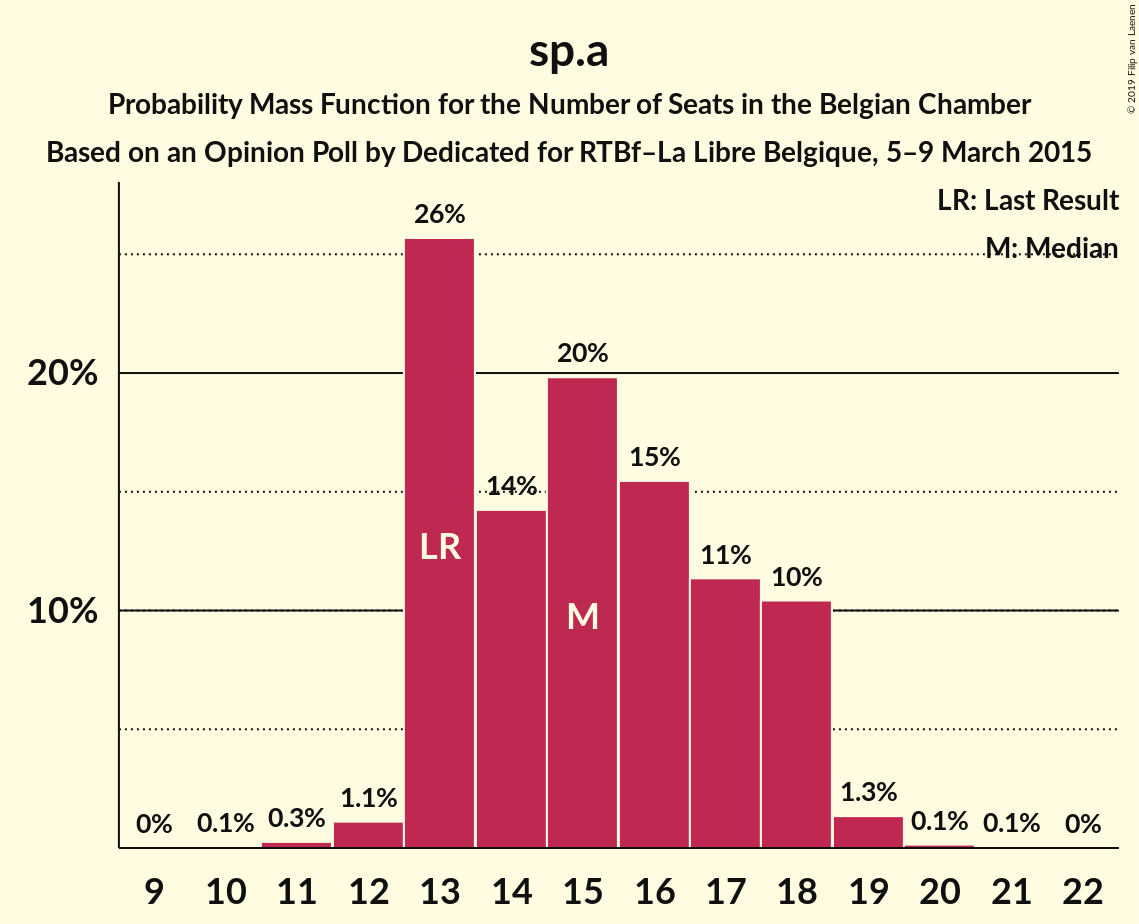 sp.a
Probability Mass Function for the Number of Seats in the Belgian Chamber
Based on an Opinion Poll by Dedicated for RTBf–La Libre Belgique, 5–9 March 2015
© 2019 Filip van Laenen
LR: Last Result
M: Median
20%
10%
0%
0.1%
0.3%
1.1%
26%
14%
20%
15%
11%
10%
1.3%
0.1%
0.1%
0%
LR
M
9 10 11 12 13 14 15 16 17 18 19 20 21 22